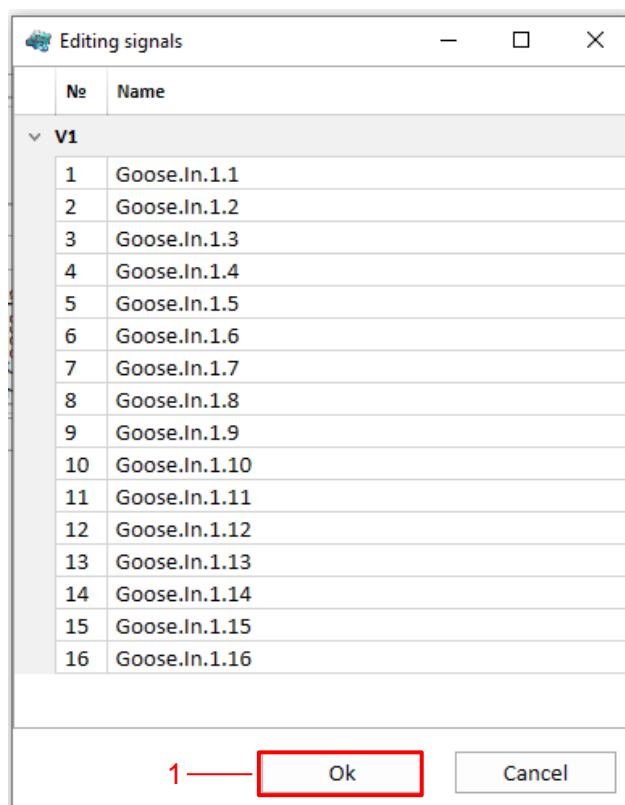 Editing signals
№ Name
V1
1 Goose.In.1.1
2 Goose.In.1.2
3 Goose.In.1.3
4 Goose.In.1.4
5 Goose.In.1.5
6 Goose.In.1.6
7 Goose.In.1.7
8 Goose.In.1.8
9 Goose.In.1.9
10 Goose.In.1.10
11 Goose.In.1.11
12 Goose.In.1.12
13 Goose.In.1.13
14 Goose.In.1.14
15 Goose.In.1.15
16 Goose.In.1.16
1 Ok Cancel